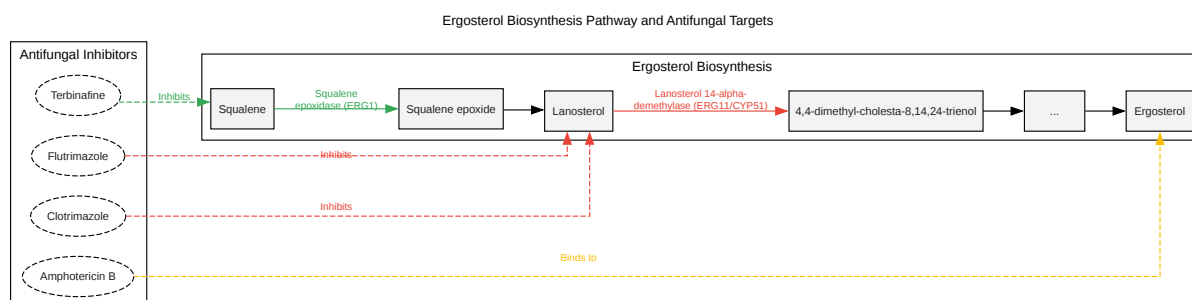 Ergosterol Biosynthesis Pathway and Antifungal Targets
Antifungal Inhibitors
Terbinafine
Flutrimazole
Clotrimazole
Amphotericin B
Inhibits
Inhibits
Inhibits
Binds to
Ergosterol Biosynthesis
Squalene
Squalene
epoxidase (ERG1)
Squalene epoxide
Lanosterol
Lanosterol 14-alpha-
demethylase (ERG11/CYP51)
4,4-dimethyl-cholesta-8,14,24-trienol
...
Ergosterol